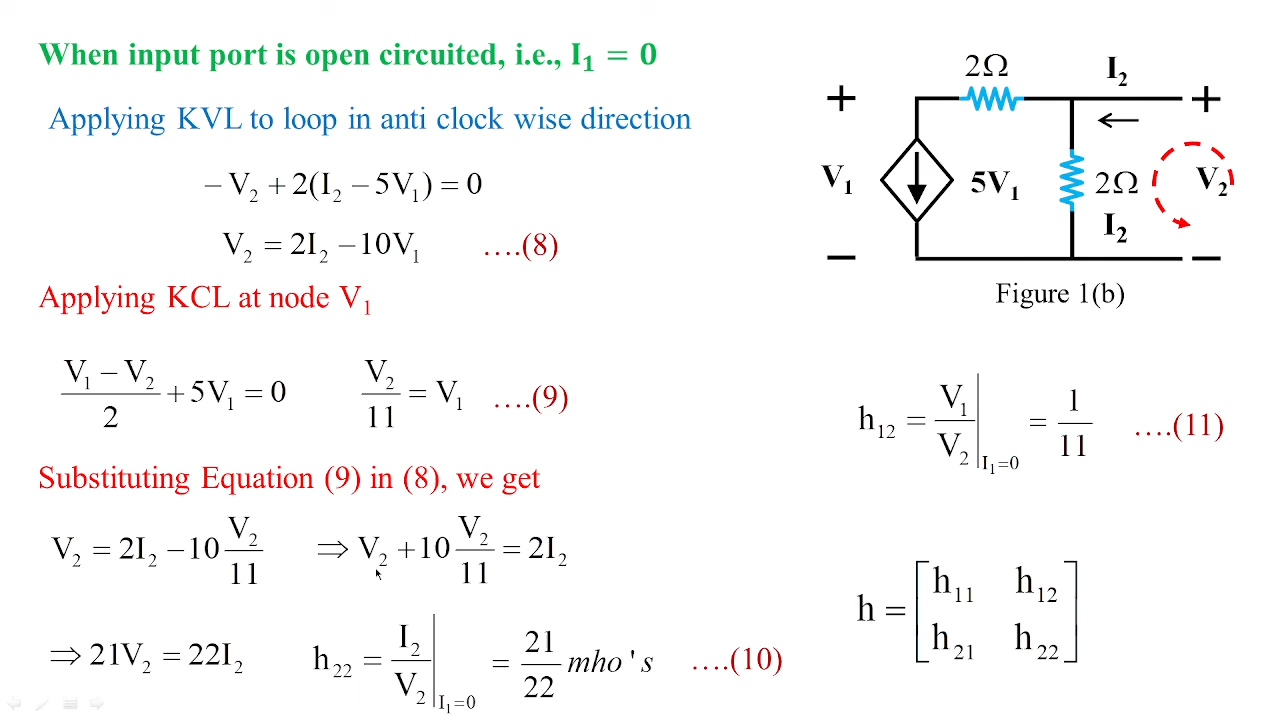 When input port is open circuited, i.e., I₁ = 0
Applying KVL to loop in anti clock wise direction
−V₂ + 2(I₂ − 5V₁) = 0
V₂ = 2I₂ − 10V₁ ….(8)
Applying KCL at node V₁
(V₁ − V₂)/2 + 5V₁ = 0 V₂/11 = V₁ ….(9)
Substituting Equation (9) in (8), we get
V₂ = 2I₂ − 10 V₂/11 ⇒ V₂ + 10 V₂/11 = 2I₂
⇒ 21V₂ = 22I₂ h₂₂ = I₂/V₂ |I₁=0 = 21/22 mho's ….(10)
2Ω I₂
+ +
←
V₁ 5V₁ 2Ω V₂
I₂
− −
Figure 1(b)
h₁₂ = V₁/V₂ |I₁=0 = 1/11 ….(11)
h = [h₁₁ h₁₂
h₂₁ h₂₂]